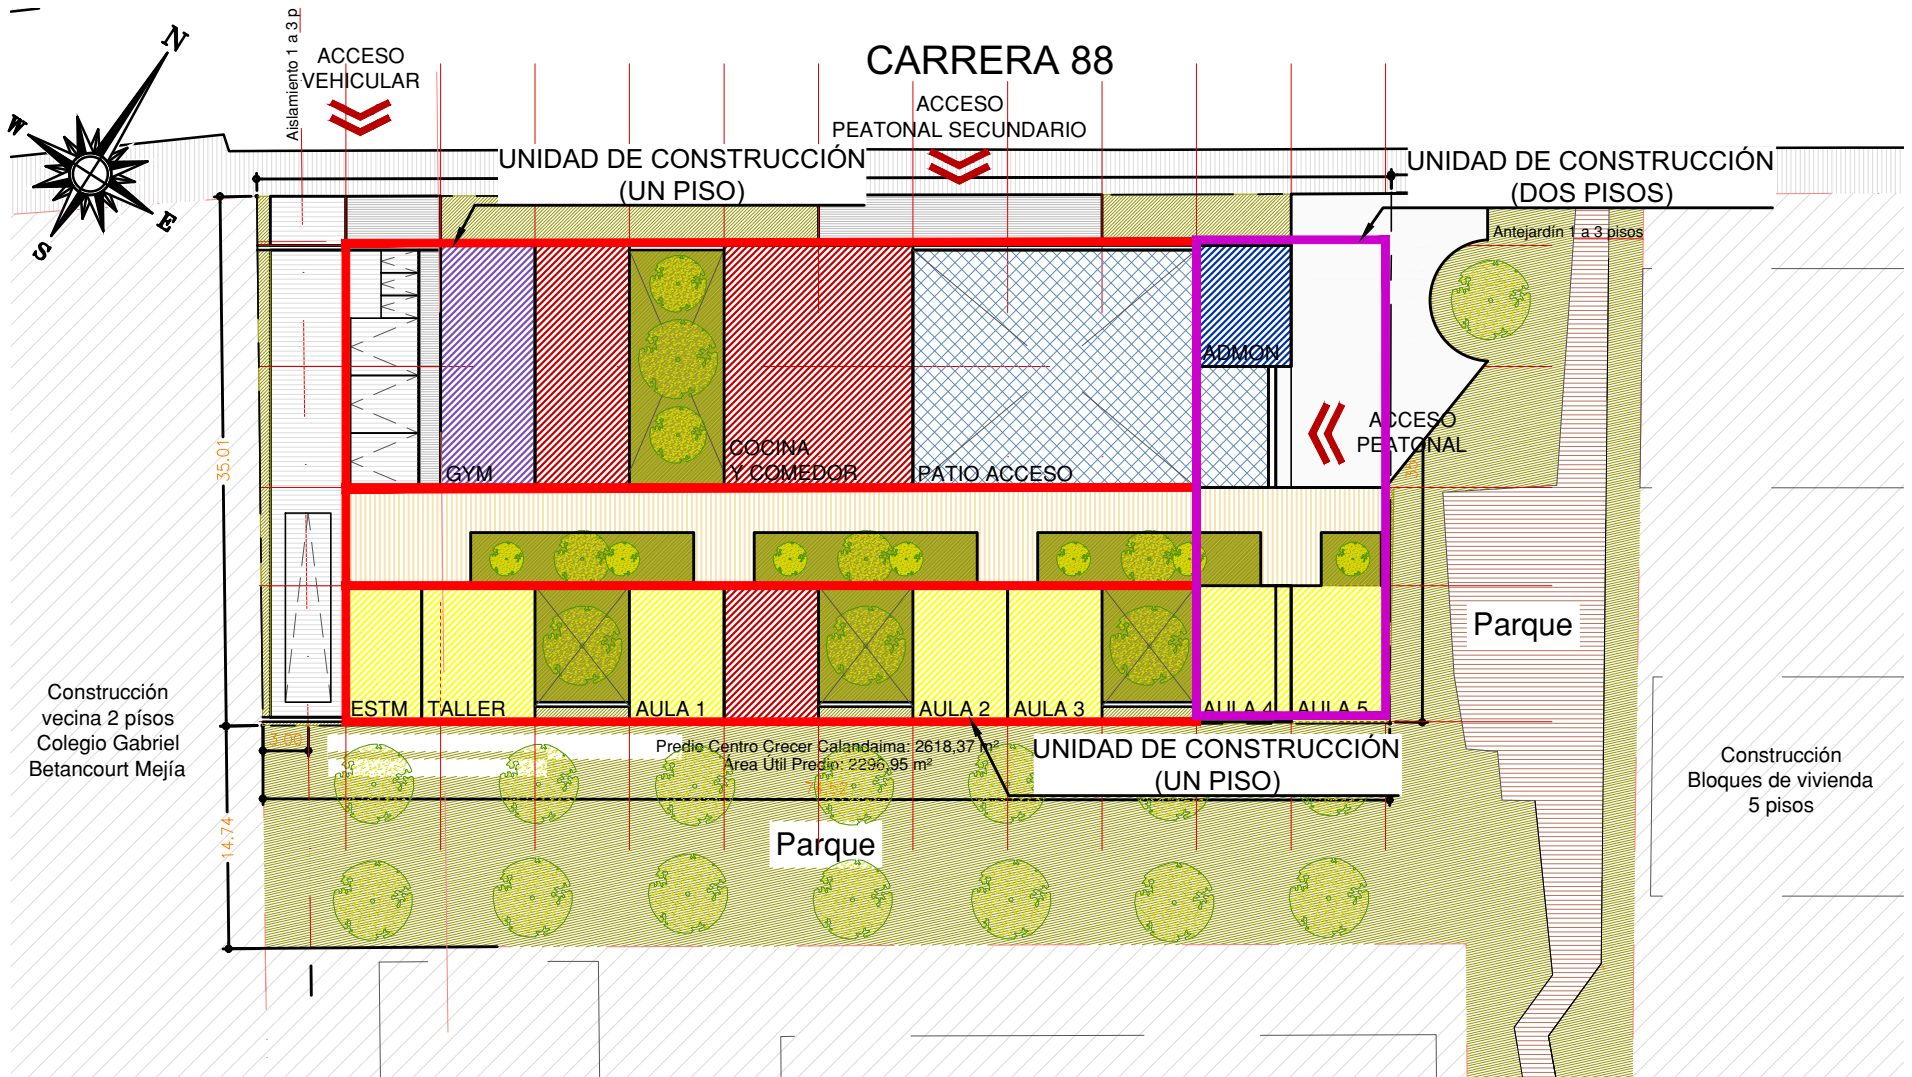 N
W
E
S
Aislamiento 1 a 3 p
ACCESO
VEHICULAR
CARRERA 88
ACCESO
PEATONAL SECUNDARIO
UNIDAD DE CONSTRUCCIÓN
(UN PISO)
UNIDAD DE CONSTRUCCIÓN
(DOS PISOS)
Antejardín 1 a 3 pisos
ADMON
ACCESO
PEATONAL
35.01
GYM
COCINA
Y COMEDOR
PATIO ACCESO
Parque
ESTM
TALLER
AULA 1
AULA 2
AULA 3
AULA 4
AULA 5
Construcción
vecina 2 písos
Colegio Gabriel
Betancourt Mejía
3.00
Predio Centro Crecer Calandaima: 2618,37 m²
Área Útil Predio: 2296,95 m²
UNIDAD DE CONSTRUCCIÓN
(UN PISO)
Construcción
Bloques de vivienda
5 pisos
14.74
Parque